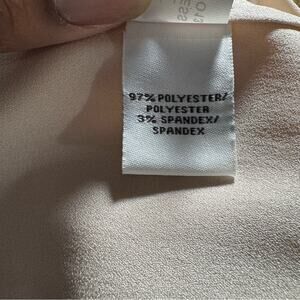 97% POLYESTER/
POLYESTER
3% SPANDEX/
SPANDEX